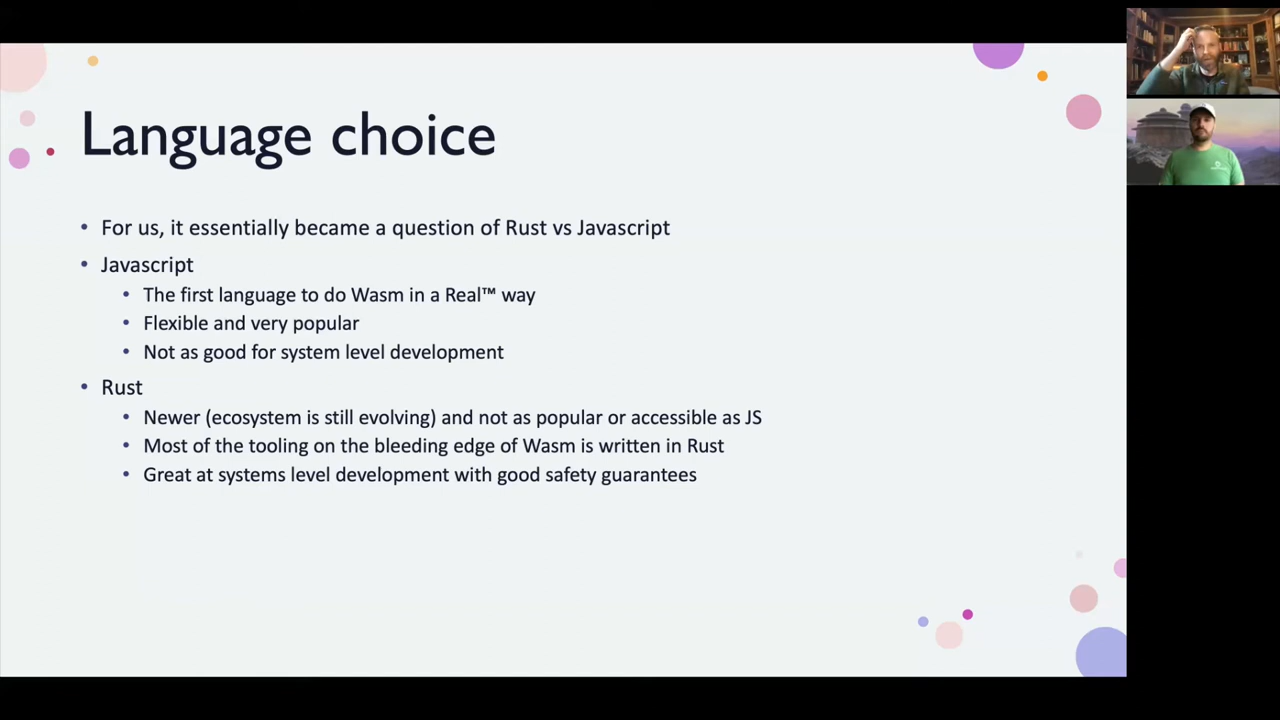 Language choice
• For us, it essentially became a question of Rust vs Javascript
• Javascript
• The first language to do Wasm in a Real™ way
• Flexible and very popular
• Not as good for system level development
• Rust
• Newer (ecosystem is still evolving) and not as popular or accessible as JS
• Most of the tooling on the bleeding edge of Wasm is written in Rust
• Great at systems level development with good safety guarantees